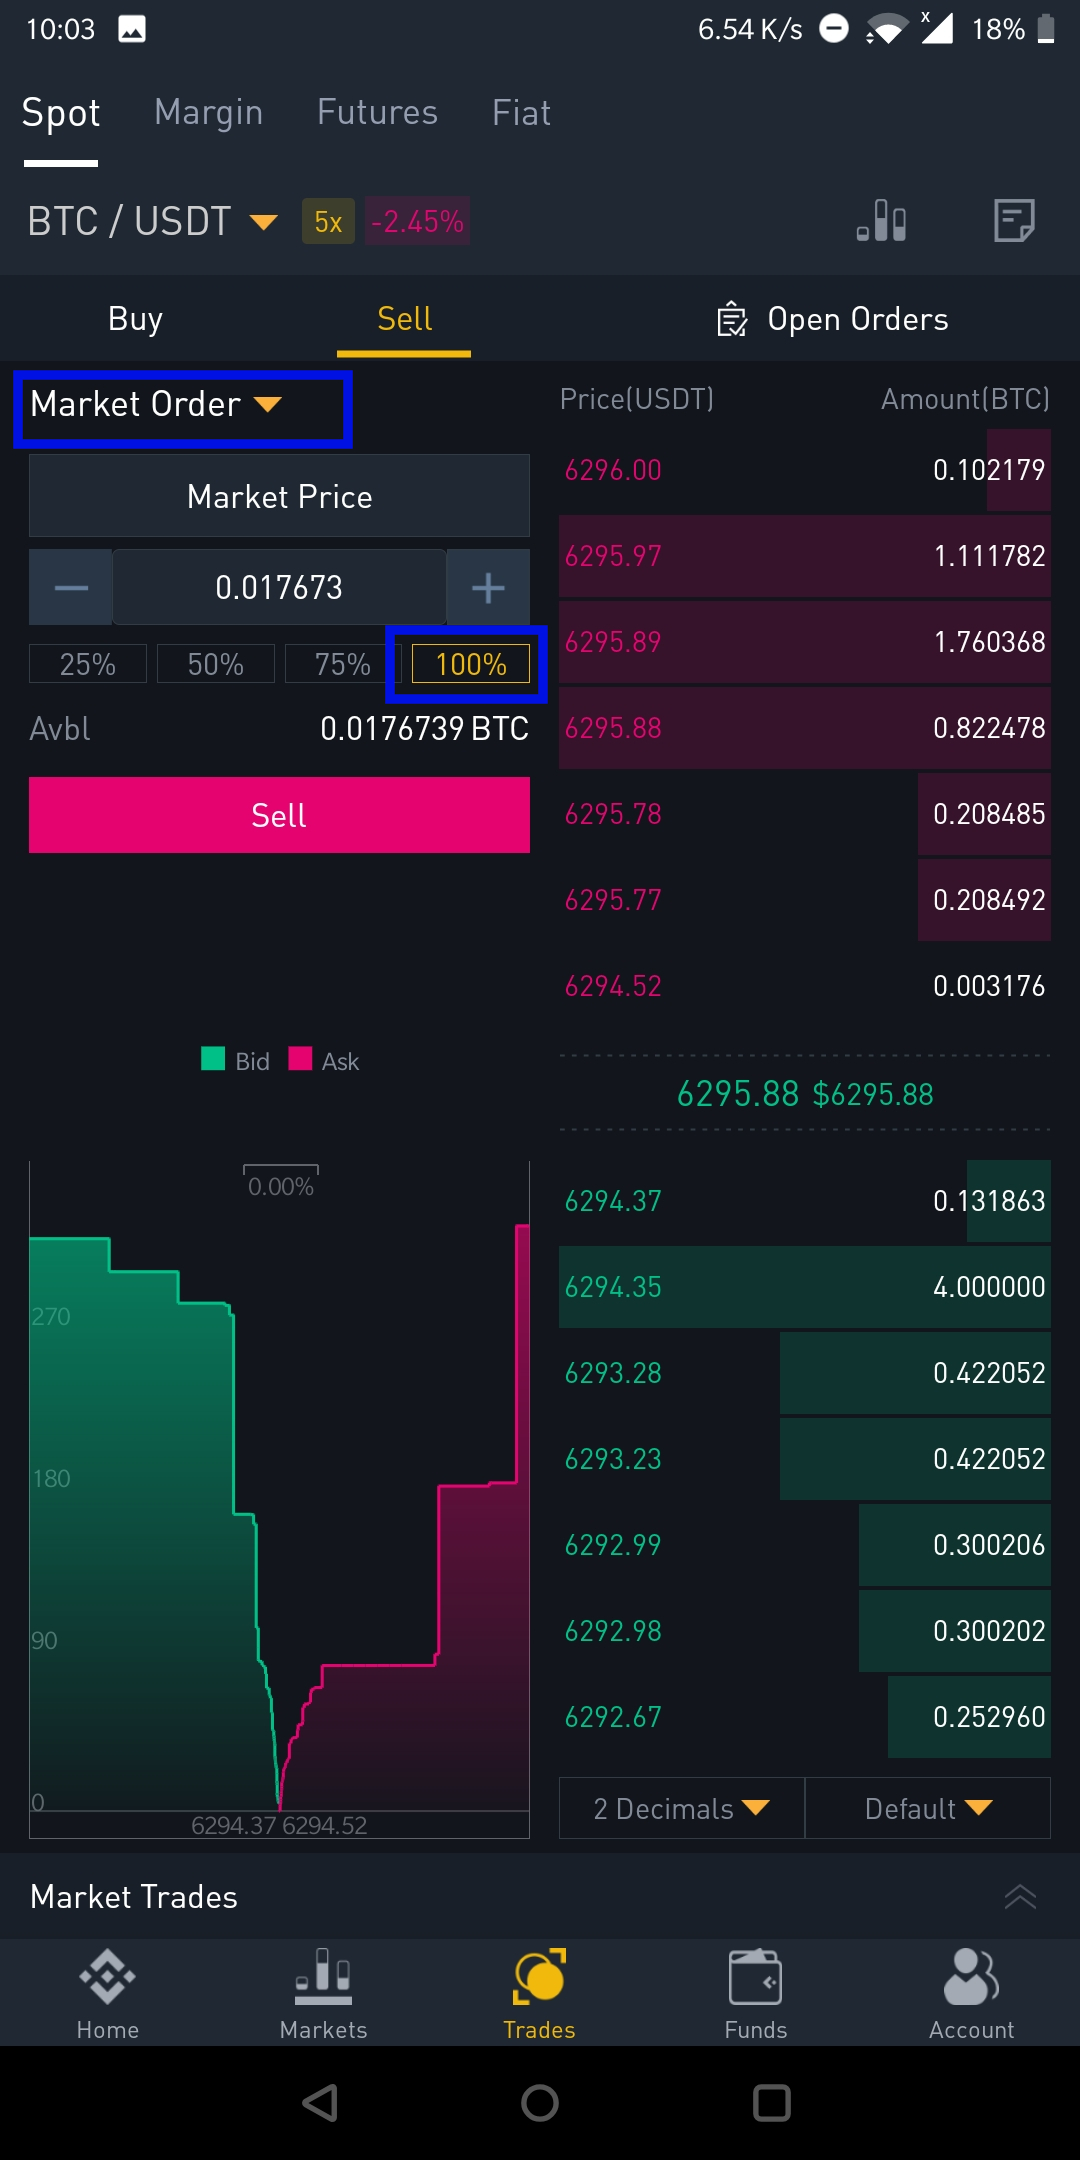 10:03 6.54 K/s x 18%
Spot Margin Futures Fiat
BTC / USDT 5x -2.45%
Buy Sell Open Orders
Market Order
Market Price
0.017673
25% 50% 75% 100%
Avbl 0.0176739 BTC
Sell
Bid Ask
0.00%
270
180
90
0
6294.37 6294.52
Price(USDT) Amount(BTC)
6296.00 0.102179
6295.97 1.111782
6295.89 1.760368
6295.88 0.822478
6295.78 0.208485
6295.77 0.208492
6294.52 0.003176
6295.88 $6295.88
6294.37 0.131863
6294.35 4.000000
6293.28 0.422052
6293.23 0.422052
6292.99 0.300206
6292.98 0.300202
6292.67 0.252960
2 Decimals Default
Market Trades
Home Markets Trades Funds Account